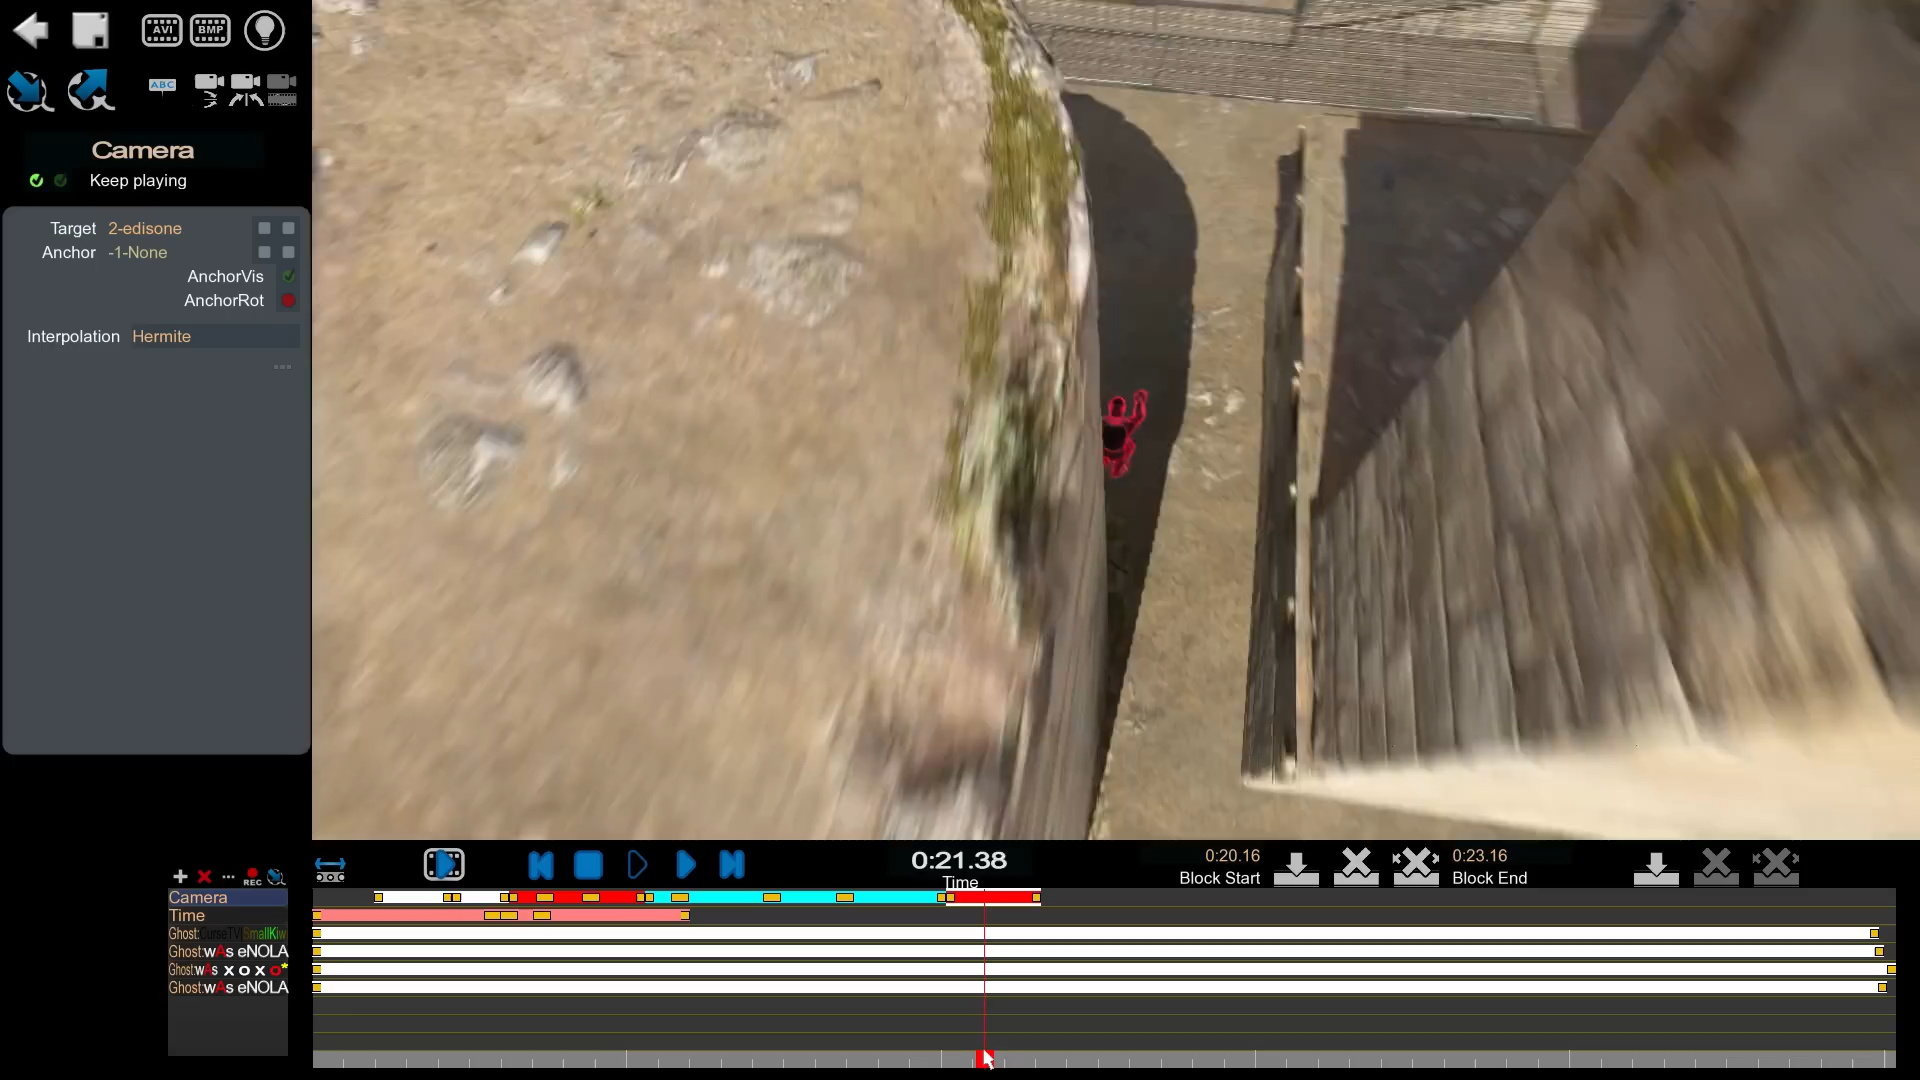 AVI BMP
ABC
Camera
Keep playing
Target 2-edisone
Anchor -1-None
AnchorVis
AnchorRot
Interpolation Hermite
0:21.38
Time
0:20.16
Block Start
0:23.16
Block End
REC
Camera
Time
Ghost:CurseTV|SmallKiw
Ghost:wAs eNOLA
Ghost:wAs x o x o*
Ghost:wAs eNOLA